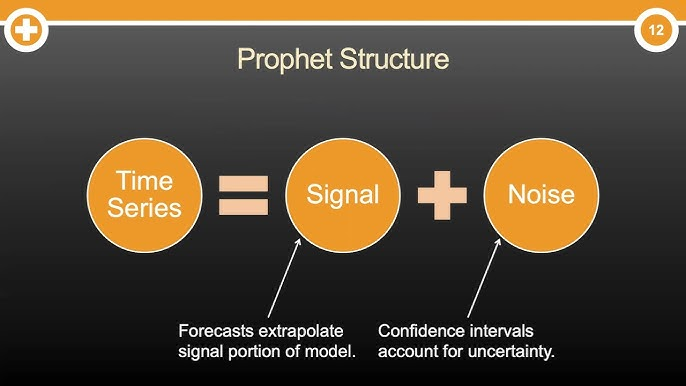 12
Prophet Structure
Time
Series
Signal
Noise
Forecasts extrapolate
signal portion of model.
Confidence intervals
account for uncertainty.